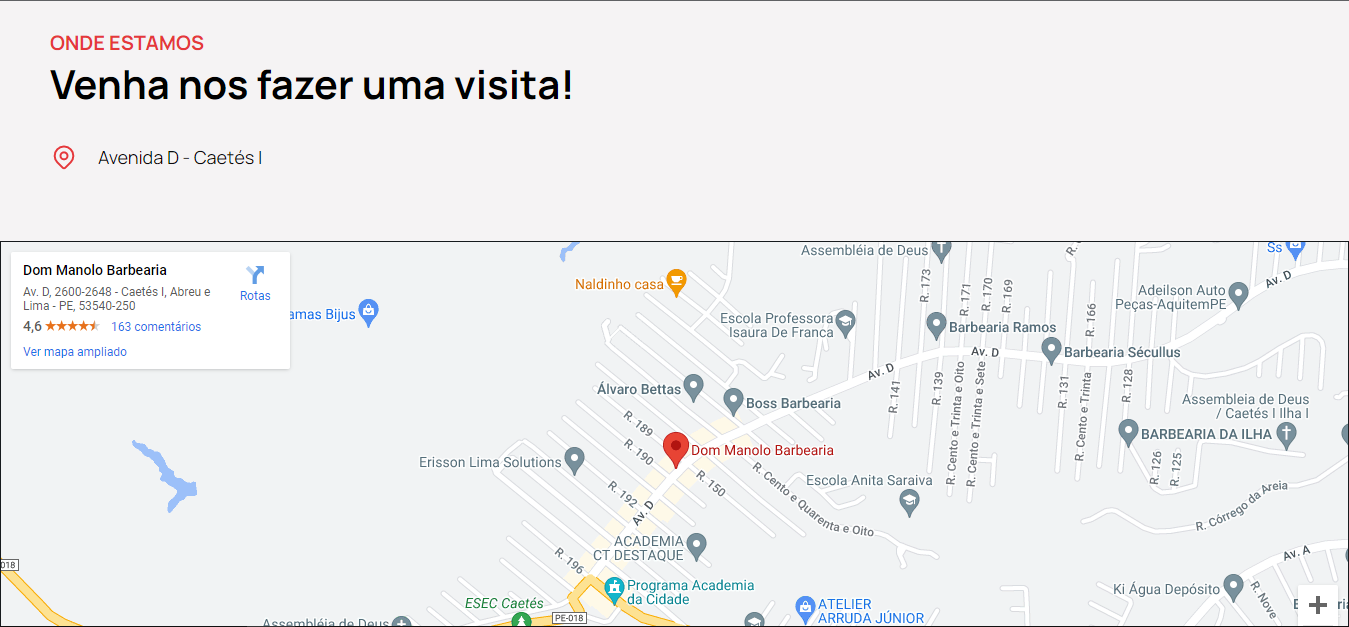 ONDE ESTAMOS
Venha nos fazer uma visita!
Avenida D - Caetés I
Dom Manolo Barbearia
Av. D, 2600-2648 - Caetés I, Abreu e
Lima - PE, 53540-250
4,6
163 comentários
Ver mapa ampliado
Rotas
amas Bijus
Naldinho casa
Assembléia de Deus
Ss
Av. D
Adeilson Auto
Peças-AquitemPE
Escola Professora
Isaura De Franca
Barbearia Ramos
Barbearia Sécullus
R. 173
R. 171
R. 170
R. 169
R. 166
R.
Av. D
Av. D
Álvaro Bettas
Boss Barbearia
R. 141
R. 139
R. Cento e Trinta e Oito
R. Cento e Trinta e Sete
R. 131
R. Cento e Trinta
R. 128
Assembleia de Deus
/ Caetés I Ilha I
BARBEARIA DA ILHA
R. 126
R. 125
R. 189
R. 190
Dom Manolo Barbearia
Erisson Lima Solutions
R. 192
R. 150
R. Cento e Quarenta e Oito
Escola Anita Saraiva
R. Córrego da Areia
Av. D
ACADEMIA
CT DESTAQUE
R. 196
Av. A
018
Programa Academia
da Cidade
Ki Água Depósito
R. Nove
ESEC Caetés
PE-018
ATELIER
ARRUDA JÚNIOR
Assembléia de Deus